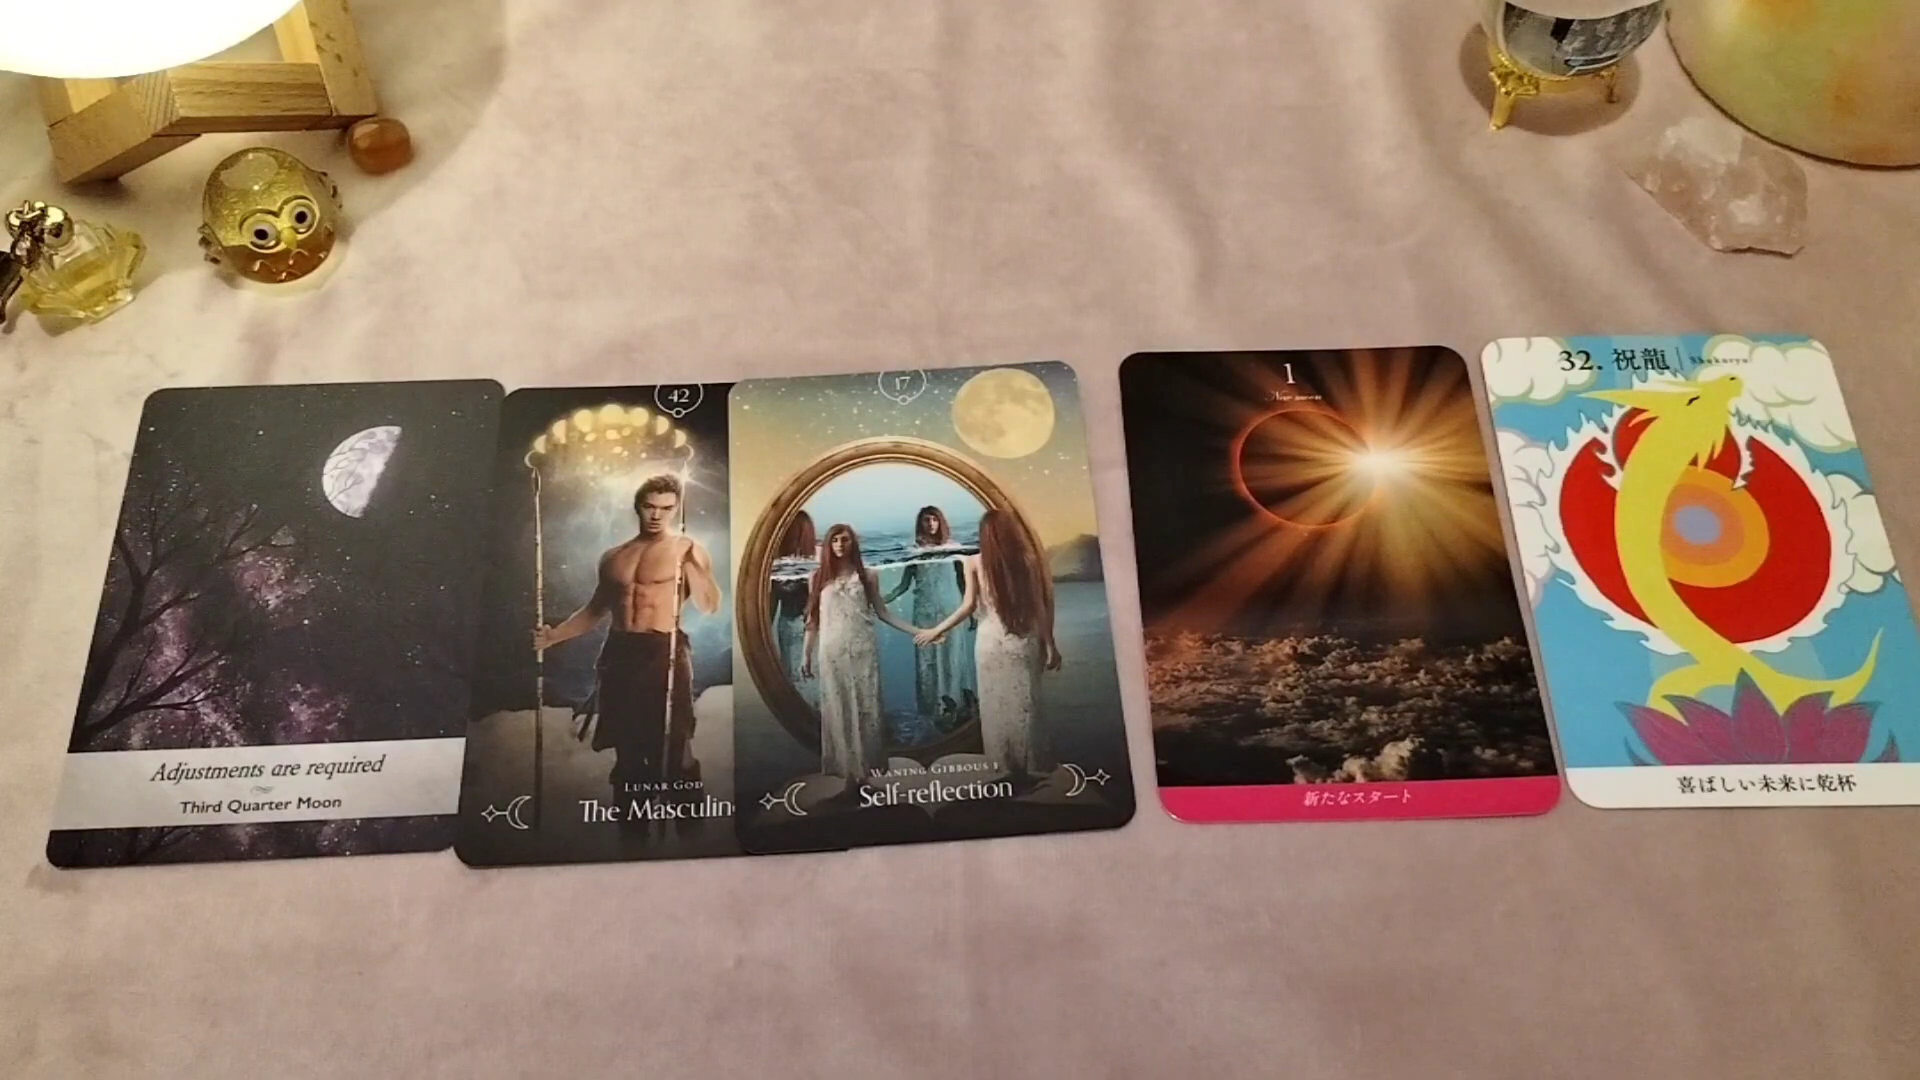 Adjustments are required
Third Quarter Moon
42
LUNAR GOD
The Masculin
17
WANING GIBBOUS I
Self-reflection
1
New moon
新たなスタート
32. 祝龍 | Shukuryu
喜ばしい未来に乾杯